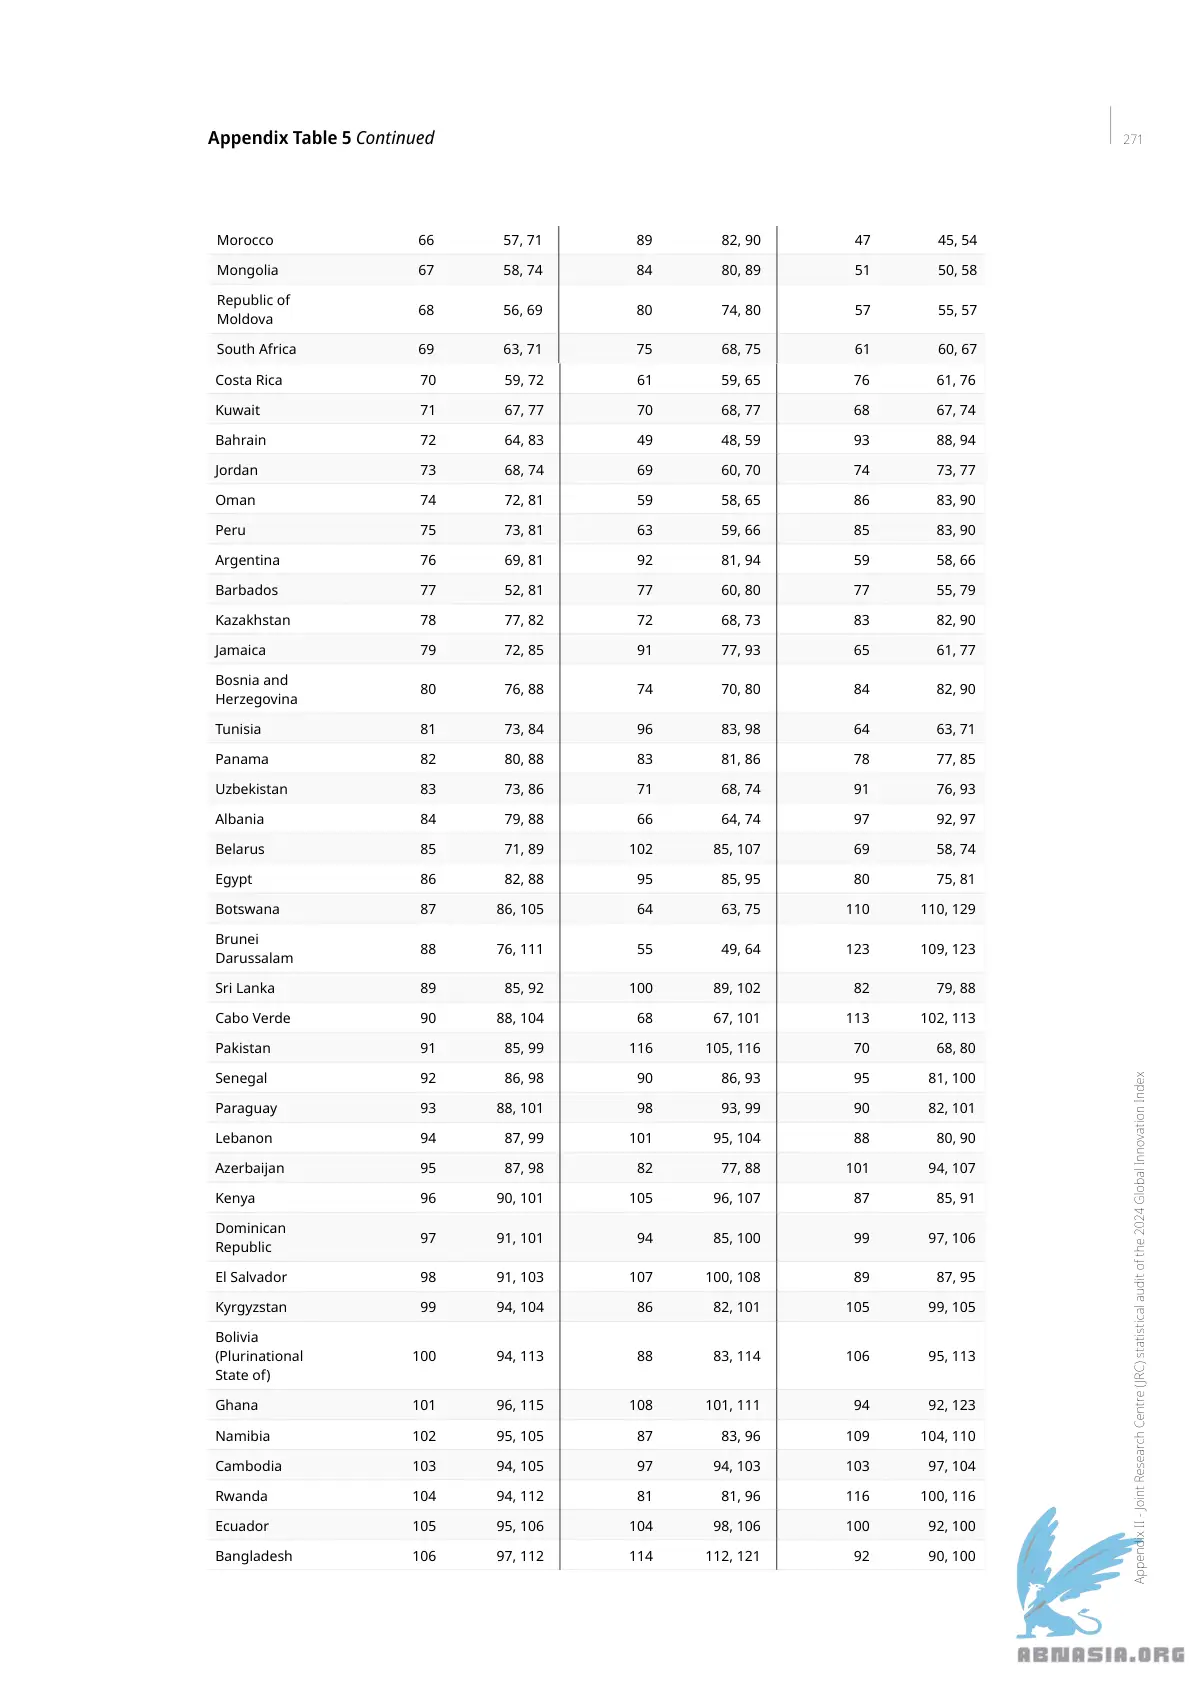 Appendix Table 5 Continued
271
Morocco 66 57, 71 89 82, 90 47 45, 54
Mongolia 67 58, 74 84 80, 89 51 50, 58
Republic of
Moldova 68 56, 69 80 74, 80 57 55, 57
South Africa 69 63, 71 75 68, 75 61 60, 67
Costa Rica 70 59, 72 61 59, 65 76 61, 76
Kuwait 71 67, 77 70 68, 77 68 67, 74
Bahrain 72 64, 83 49 48, 59 93 88, 94
Jordan 73 68, 74 69 60, 70 74 73, 77
Oman 74 72, 81 59 58, 65 86 83, 90
Peru 75 73, 81 63 59, 66 85 83, 90
Argentina 76 69, 81 92 81, 94 59 58, 66
Barbados 77 52, 81 77 60, 80 77 55, 79
Kazakhstan 78 77, 82 72 68, 73 83 82, 90
Jamaica 79 72, 85 91 77, 93 65 61, 77
Bosnia and
Herzegovina 80 76, 88 74 70, 80 84 82, 90
Tunisia 81 73, 84 96 83, 98 64 63, 71
Panama 82 80, 88 83 81, 86 78 77, 85
Uzbekistan 83 73, 86 71 68, 74 91 76, 93
Albania 84 79, 88 66 64, 74 97 92, 97
Belarus 85 71, 89 102 85, 107 69 58, 74
Egypt 86 82, 88 95 85, 95 80 75, 81
Botswana 87 86, 105 64 63, 75 110 110, 129
Brunei
Darussalam 88 76, 111 55 49, 64 123 109, 123
Sri Lanka 89 85, 92 100 89, 102 82 79, 88
Cabo Verde 90 88, 104 68 67, 101 113 102, 113
Pakistan 91 85, 99 116 105, 116 70 68, 80
Senegal 92 86, 98 90 86, 93 95 81, 100
Paraguay 93 88, 101 98 93, 99 90 82, 101
Lebanon 94 87, 99 101 95, 104 88 80, 90
Azerbaijan 95 87, 98 82 77, 88 101 94, 107
Kenya 96 90, 101 105 96, 107 87 85, 91
Dominican
Republic 97 91, 101 94 85, 100 99 97, 106
El Salvador 98 91, 103 107 100, 108 89 87, 95
Kyrgyzstan 99 94, 104 86 82, 101 105 99, 105
Bolivia
(Plurinational 100 94, 113 88 83, 114 106 95, 113
State of)
Ghana 101 96, 115 108 101, 111 94 92, 123
Namibia 102 95, 105 87 83, 96 109 104, 110
Cambodia 103 94, 105 97 94, 103 103 97, 104
Rwanda 104 94, 112 81 81, 96 116 100, 116
Ecuador 105 95, 106 104 98, 106 100 92, 100
Bangladesh 106 97, 112 114 112, 121 92 90, 100
Appendix II - Joint Research Centre (JRC) statistical audit of the 2024 Global Innovation Index
ABNASIA.ORG